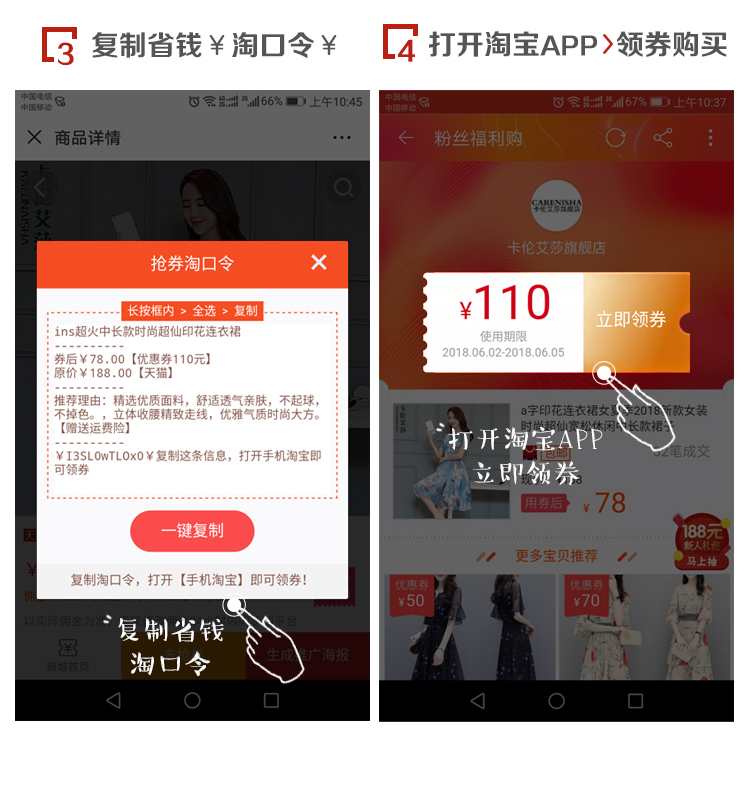 3 复制省钱￥淘口令￥
中国电信
中国移动
66% 上午10:45
商品详情
抢券淘口令
长按框内 > 全选 > 复制
ins超火中长款时尚超仙印花连衣裙
----------
券后￥78.00【优惠券110元】
原价￥188.00【天猫】
----------
推荐理由：精选优质面料，舒适透气亲肤，不起球，
不掉色。，立体收腰精致走线，优雅气质时尚大方。
【赠送运费险】
----------
￥I3SL0wTLOxO￥复制这条信息，打开手机淘宝即
可领券
一键复制
复制淘口令，打开【手机淘宝】即可领券！
复制省钱
淘口令
商城首页
生成推广海报
4 打开淘宝APP>领券购买
中国电信
中国移动
67% 上午10:37
粉丝福利购
CARENISHA
卡伦艾莎旗舰店
卡伦艾莎旗舰店
¥110
使用期限
2018.06.02-2018.06.05
立即领券
a字印花连衣裙女夏季2018新款女装
时尚超仙宽松休闲中长款裙子
包邮
笔成交
打开淘宝APP
立即领券
用券后 ¥ 78
188元
新人礼包
马上抽
更多宝贝推荐
优惠券
¥50
优惠券
¥70